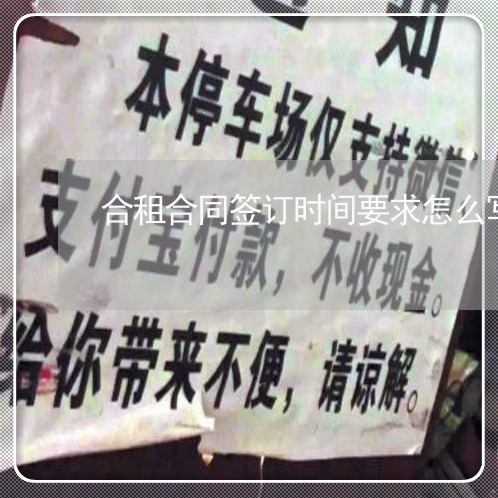 通知
本停车场仅支持微信
支付宝付款，不收现金。
合租合同签订时间要求怎么写
给你带来不便，请谅解。